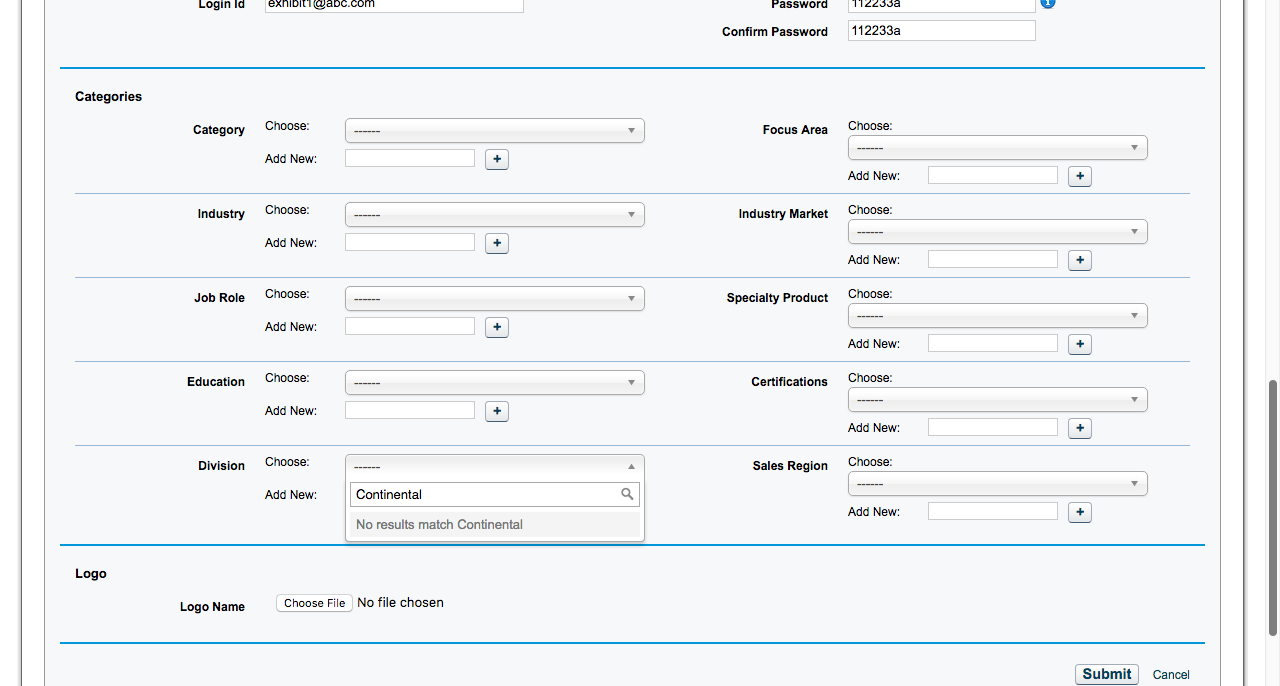 Login Id exhibit1@abc.com Password 112233a
Confirm Password 112233a
Categories
Category Choose: ------ Focus Area Choose: ------
Add New: + Add New: +
Industry Choose: ------ Industry Market Choose: ------
Add New: + Add New: +
Job Role Choose: ------ Specialty Product Choose: ------
Add New: + Add New: +
Education Choose: ------ Certifications Choose: ------
Add New: + Add New: +
Division Choose: ------ Sales Region Choose: ------
Add New: Continental Add New: +
No results match Continental
Logo
Logo Name Choose File No file chosen
Submit Cancel